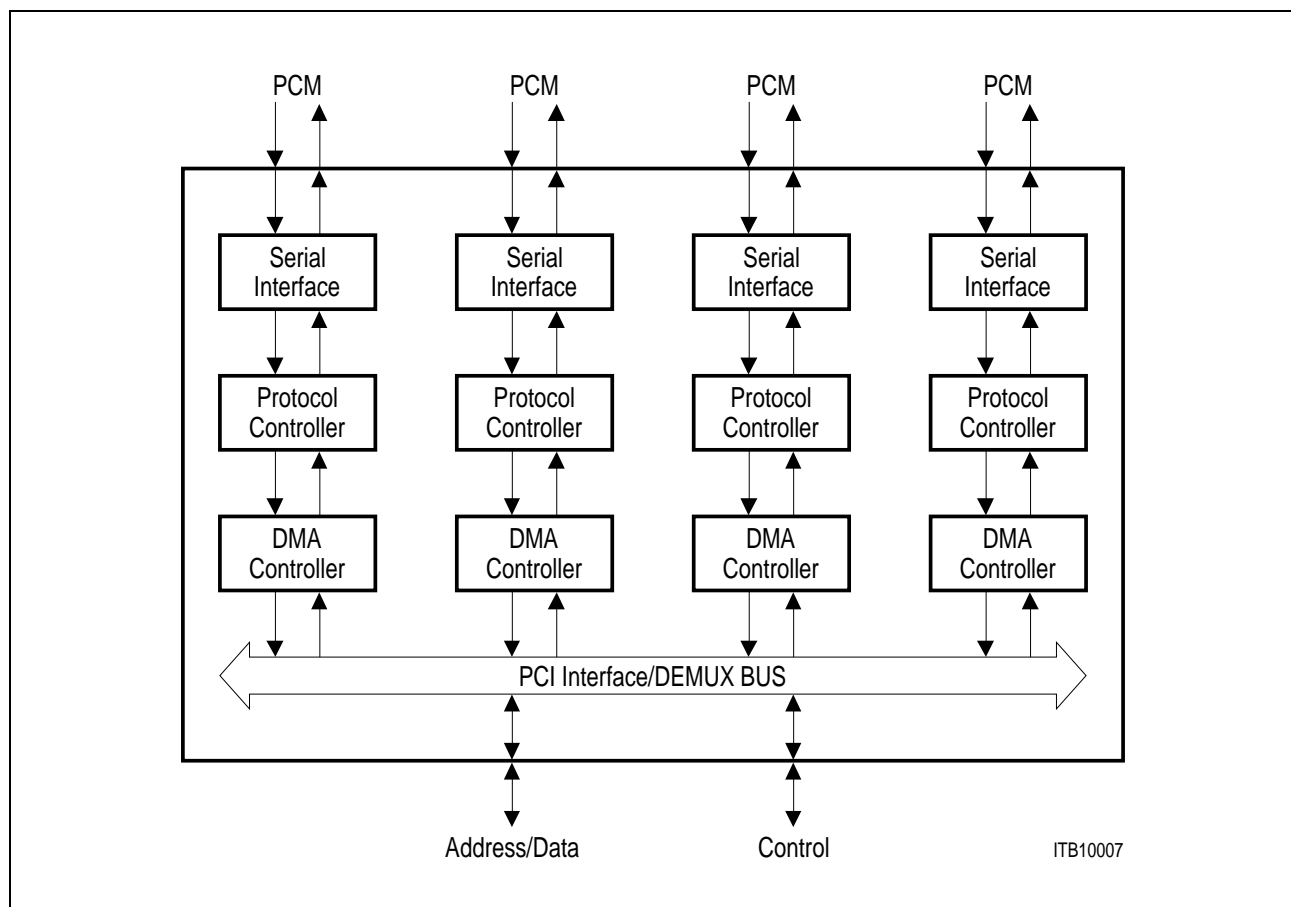 PCM PCM PCM PCM
Serial Interface Serial Interface Serial Interface Serial Interface
Protocol Controller Protocol Controller Protocol Controller Protocol Controller
DMA Controller DMA Controller DMA Controller DMA Controller
PCI Interface/DEMUX BUS
Address/Data Control ITB10007